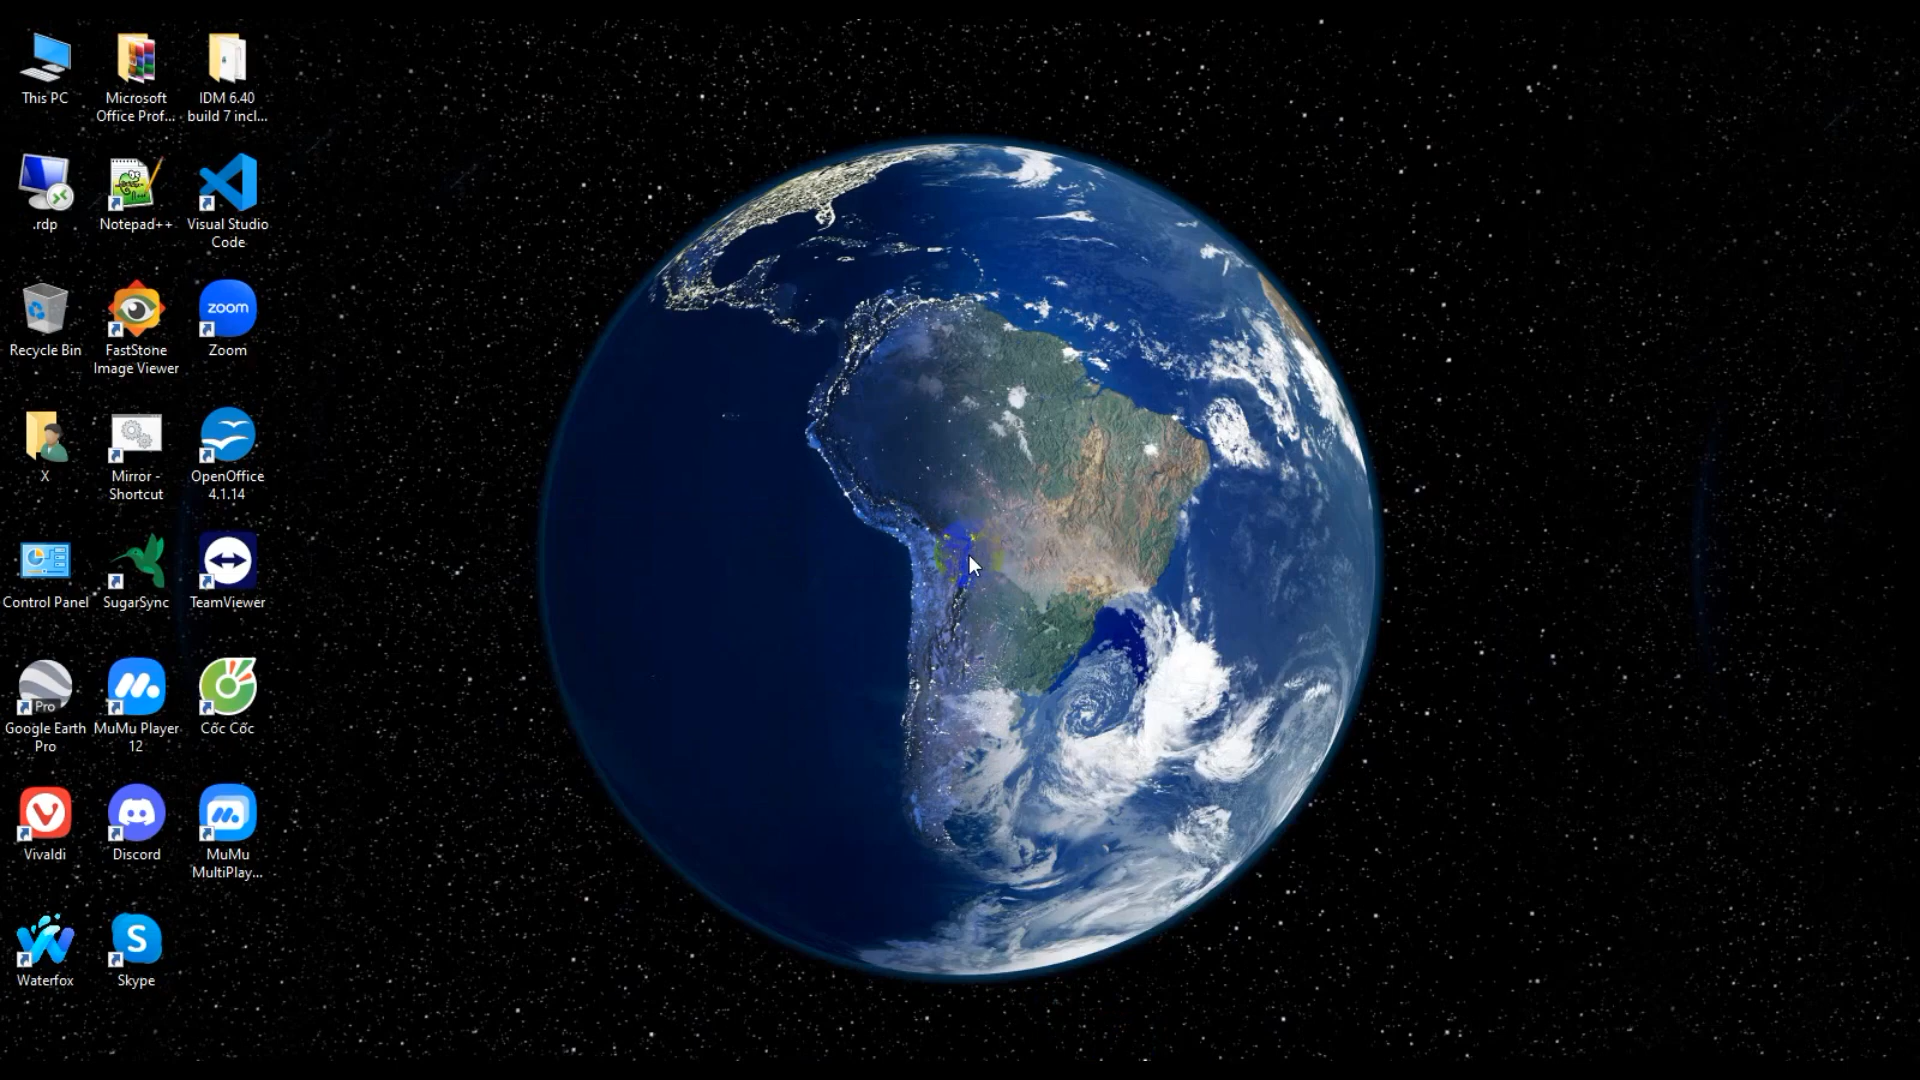 This PC
Microsoft
Office Prof...
IDM 6.40
build 7 incl...
.rdp
Notepad++
Visual Studio
Code
Recycle Bin
FastStone
Image Viewer
zoom
Zoom
X
Mirror -
Shortcut
OpenOffice
4.1.14
Control Panel
SugarSync
TeamViewer
Pro
Google Earth
Pro
MuMu Player
12
Cốc Cốc
Vivaldi
Discord
MuMu
MultiPlay...
Waterfox
S
Skype